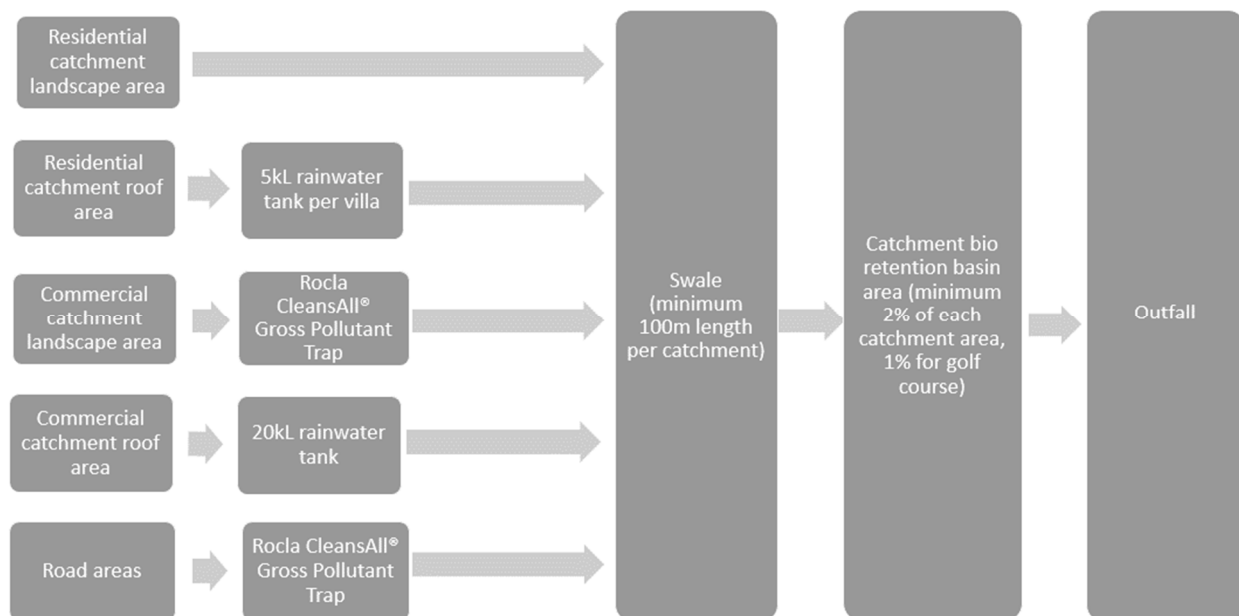 Residential
catchment
landscape area
Residential
catchment roof
area
5kL rainwater
tank per villa
Commercial
catchment
landscape area
Rocla
CleansAll®
Gross Pollutant
Trap
Commercial
catchment roof
area
20kL rainwater
tank
Road areas
Rocla CleansAll®
Gross Pollutant
Trap
Swale
(minimum
100m length
per catchment)
Catchment bio
retention basin
area (minimum
2% of each
catchment area,
1% for golf
course)
Outfall